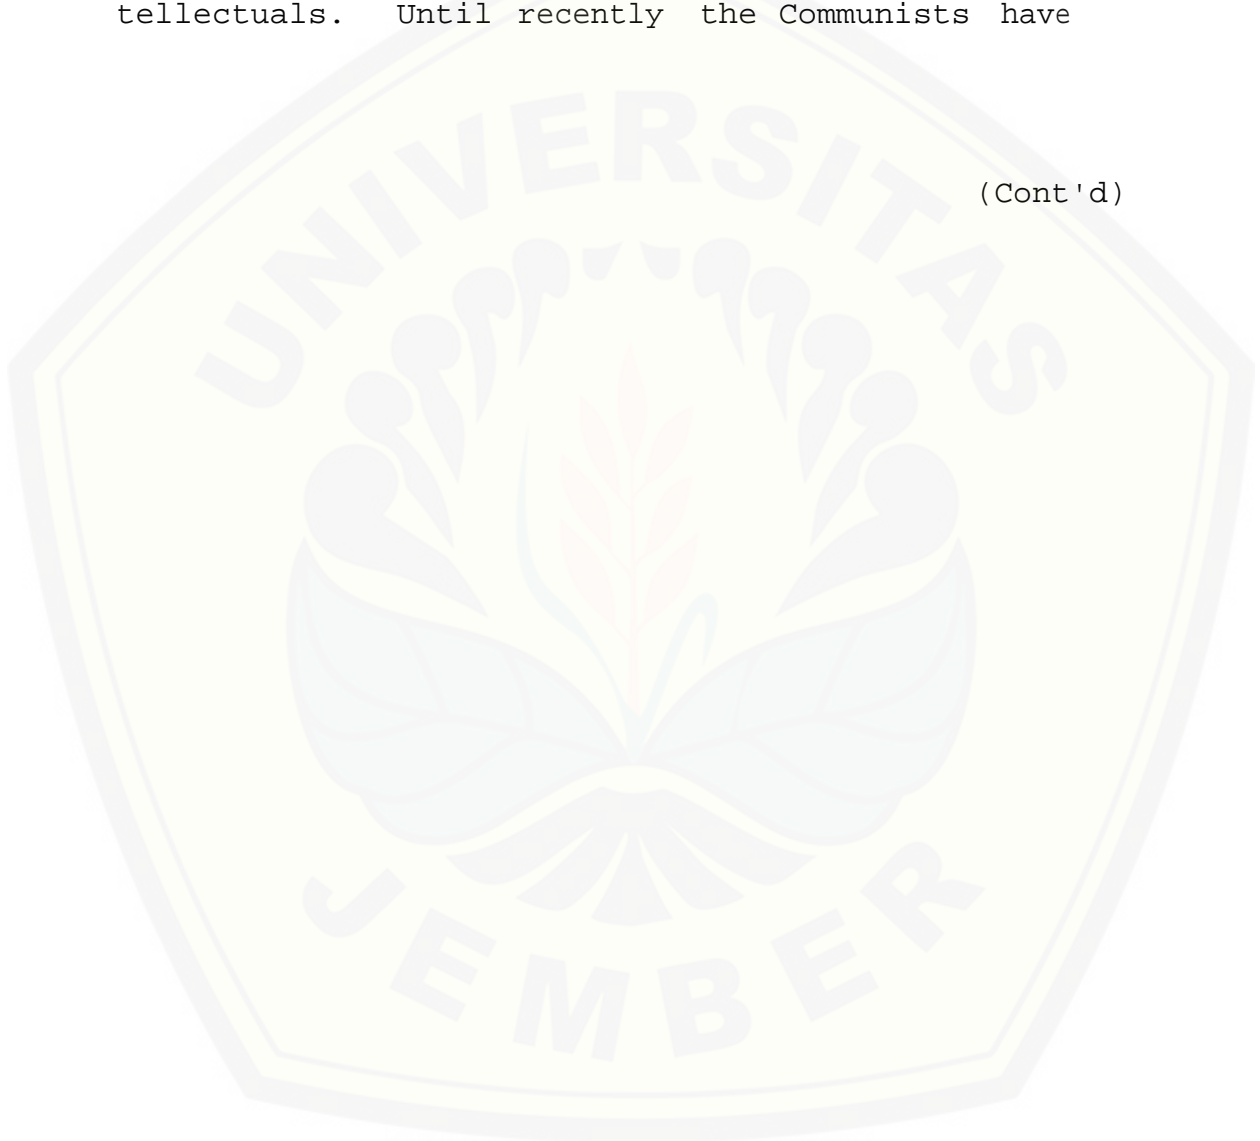 tellectuals. Until recently the Communists have
(Cont'd)
UNIVERSITAS
JEMBER